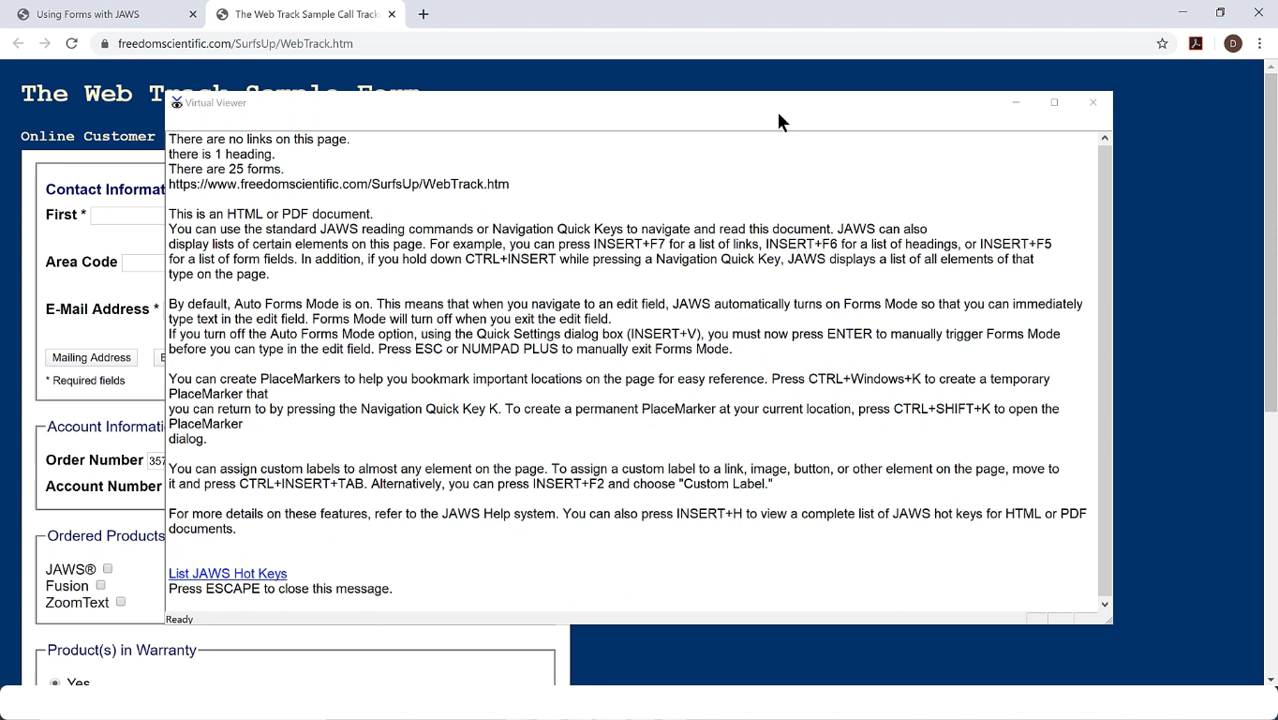 Using Forms with JAWS
The Web Track Sample Call Track
freedomscientific.com/SurfsUp/WebTrack.htm
D
The Web Track Sample Form
Virtual Viewer
Online Customer
There are no links on this page.
there is 1 heading.
There are 25 forms.
https://www.freedomscientific.com/SurfsUp/WebTrack.htm
This is an HTML or PDF document.
You can use the standard JAWS reading commands or Navigation Quick Keys to navigate and read this document. JAWS can also
display lists of certain elements on this page. For example, you can press INSERT+F7 for a list of links, INSERT+F6 for a list of headings, or INSERT+F5
for a list of form fields. In addition, if you hold down CTRL+INSERT while pressing a Navigation Quick Key, JAWS displays a list of all elements of that
type on the page.
By default, Auto Forms Mode is on. This means that when you navigate to an edit field, JAWS automatically turns on Forms Mode so that you can immediately
type text in the edit field. Forms Mode will turn off when you exit the edit field.
If you turn off the Auto Forms Mode option, using the Quick Settings dialog box (INSERT+V), you must now press ENTER to manually trigger Forms Mode
before you can type in the edit field. Press ESC or NUMPAD PLUS to manually exit Forms Mode.
You can create PlaceMarkers to help you bookmark important locations on the page for easy reference. Press CTRL+Windows+K to create a temporary
PlaceMarker that
you can return to by pressing the Navigation Quick Key K. To create a permanent PlaceMarker at your current location, press CTRL+SHIFT+K to open the
PlaceMarker
dialog.
You can assign custom labels to almost any element on the page. To assign a custom label to a link, image, button, or other element on the page, move to
it and press CTRL+INSERT+TAB. Alternatively, you can press INSERT+F2 and choose "Custom Label."
For more details on these features, refer to the JAWS Help system. You can also press INSERT+H to view a complete list of JAWS hot keys for HTML or PDF
documents.
List JAWS Hot Keys
Press ESCAPE to close this message.
Ready
Contact Informat
First *
Area Code
E-Mail Address *
Mailing Address
* Required fields
Account Informati
Order Number 357
Account Number
Ordered Products
JAWS®
Fusion
ZoomText
Product(s) in Warranty
Yes